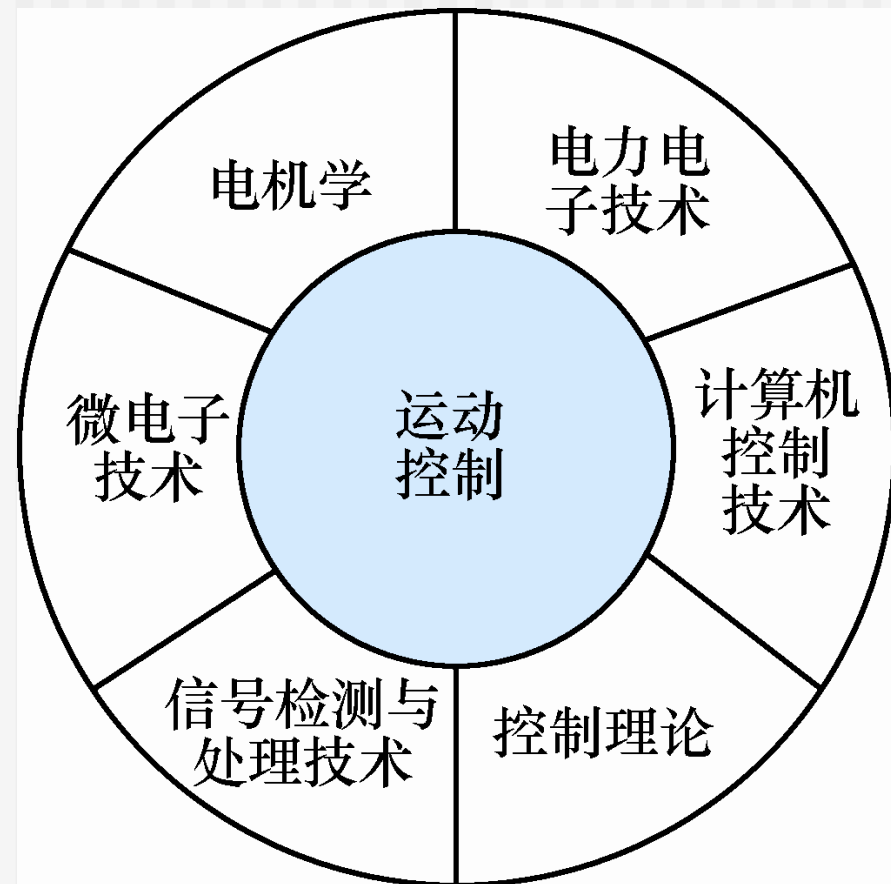 电机学
电力电
子技术
微电子
技术
运动
控制
计算机
控制
技术
信号检测与
处理技术
控制理论